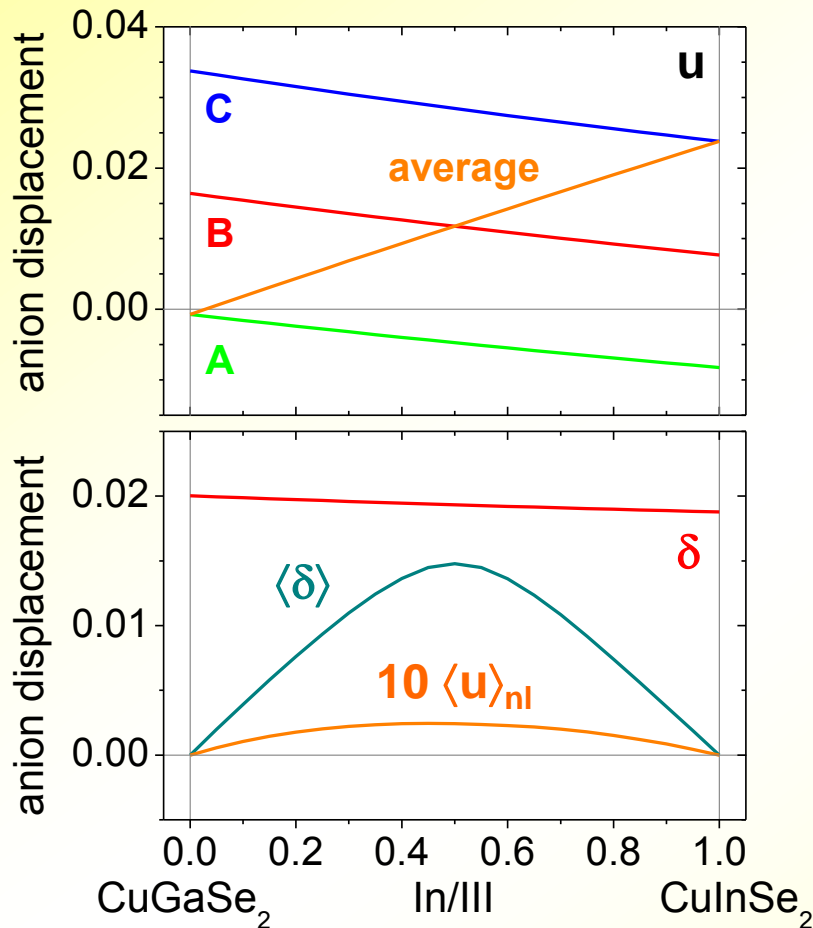 0.04
u
C
average
0.02
B
0.00
A
anion displacement
0.02
δ
⟨δ⟩
0.01
10 ⟨u⟩nl
0.00
anion displacement
0.0 0.2 0.4 0.6 0.8 1.0
CuGaSe₂ In/III CuInSe₂